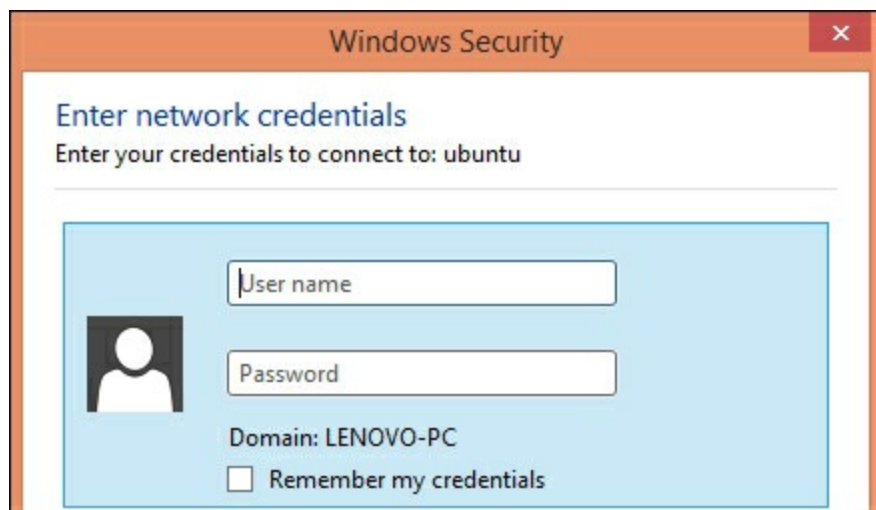 Windows Security
Enter network credentials
Enter your credentials to connect to: ubuntu
User name
Password
Domain: LENOVO-PC
Remember my credentials